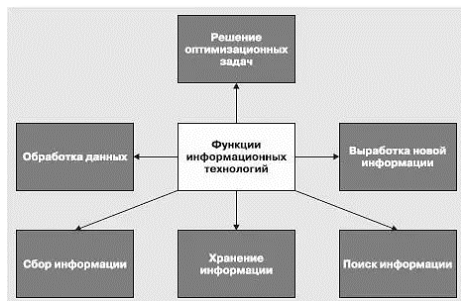 Решение
оптимизационных
задач
Обработка данных
Функции
информационных
технологий
Выработка новой
информации
Сбор информации
Хранение
информации
Поиск информации